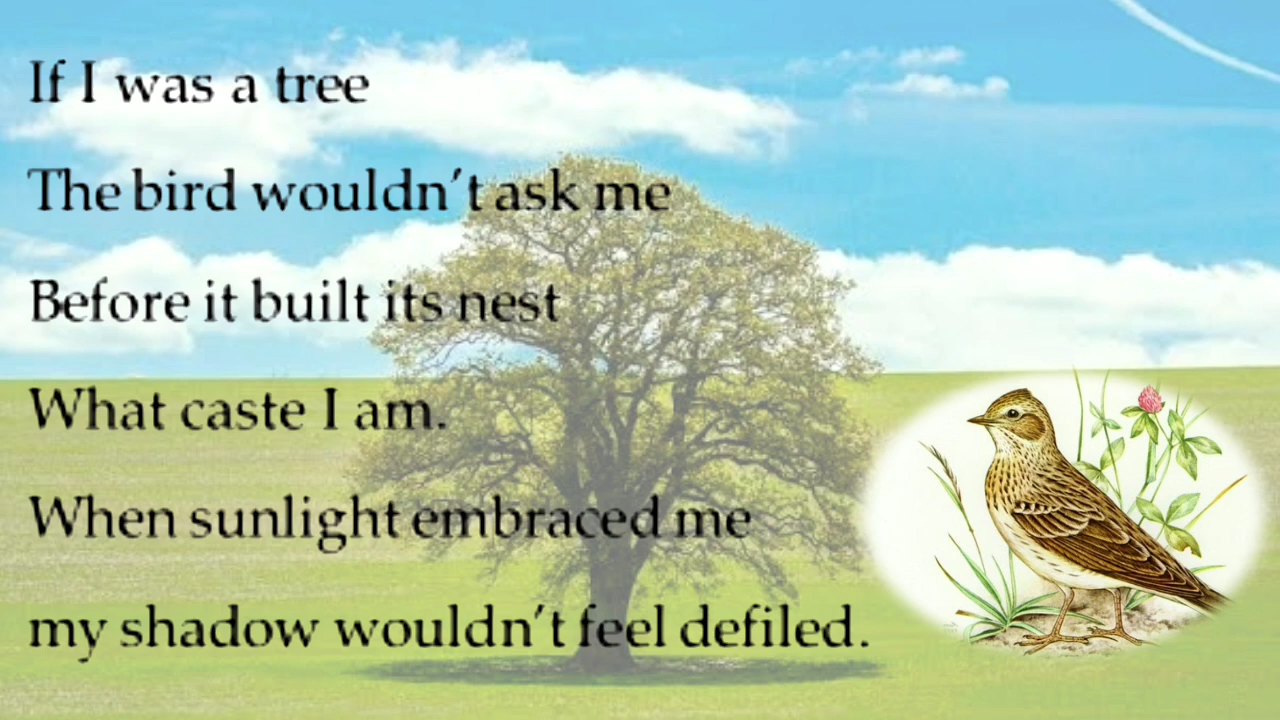 If I was a tree
The bird wouldn’t ask me
Before it built its nest
What caste I am.
When sunlight embraced me
my shadow wouldn’t feel defiled.